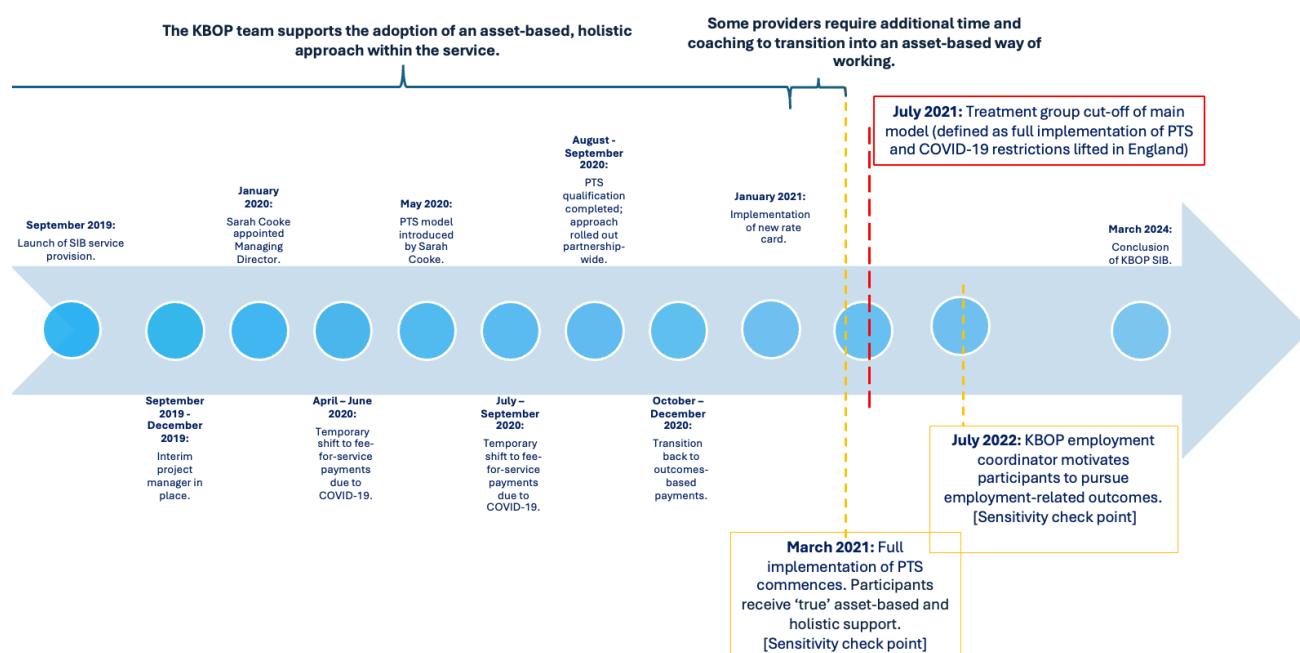 The KBOP team supports the adoption of an asset-based, holistic
approach within the service.
Some providers require additional time and
coaching to transition into an asset-based way of
working.
July 2021: Treatment group cut-off of main
model (defined as full implementation of PTS
and COVID-19 restrictions lifted in England)
September 2019:
Launch of SIB service
provision.
January
2020:
Sarah Cooke
appointed
Managing
Director.
May 2020:
PTS model
introduced
by Sarah
Cooke.
August -
September
2020:
PTS
qualification
completed;
approach
rolled out
partnership-
wide.
January 2021:
Implementation
of new rate
card.
March 2024:
Conclusion
of KBOP SIB.
September
2019 -
December
2019:
Interim
project
manager in
place.
April – June
2020:
Temporary
shift to fee-
for-service
payments
due to
COVID-19.
July –
September
2020:
Temporary
shift to fee-
for-service
payments
due to
COVID-19.
October –
December
2020:
Transition
back to
outcomes-
based
payments.
March 2021: Full
implementation of PTS
commences. Participants
receive ‘true’ asset-based and
holistic support.
[Sensitivity check point]
July 2022: KBOP employment
coordinator motivates
participants to pursue
employment-related outcomes.
[Sensitivity check point]